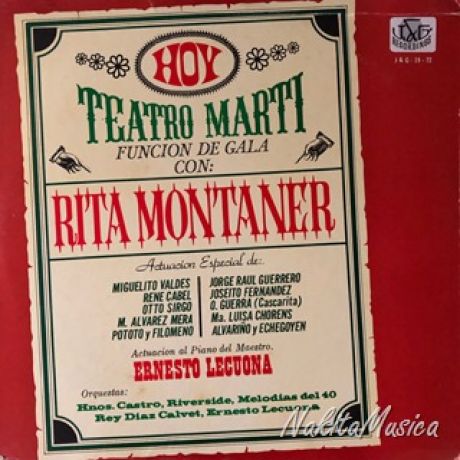 HOY
J&G
RECORDINGS
TEATRO MARTI
FUNCION DE GALA
CON:
RITA MONTANER
Actuacion Especial de:
MIGUELITO VALDES
RENE CABEL
OTTO SIRGO
M. ALVAREZ MERA
POTOTO y FILOMENO
JORGE RAUL GUERRERO
JOSEITO FERNANDEZ
O. GUERRA (Cascarita)
Ma. LUISA CHORENS
ALVARIÑO y ECHEGOYEN
Actuacion al Piano del Maestro.
ERNESTO LECUONA
Orquestas:
Hnos. Castro, Riverside, Melodias del 40
Rey Diaz Calvet, Ernesto Lecuona
NaldaMusica